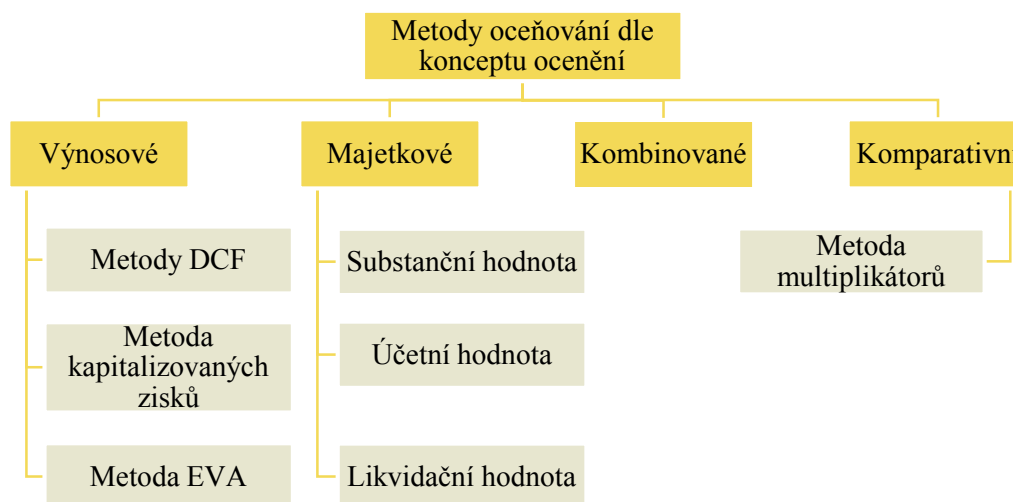 Metody oceňování dle
konceptu ocenění
Výnosové
Majetkové
Kombinované
Komparativní
Metody DCF
Substanční hodnota
Metoda
multiplikátorů
Metoda
kapitalizovaných
zisků
Účetní hodnota
Metoda EVA
Likvidační hodnota